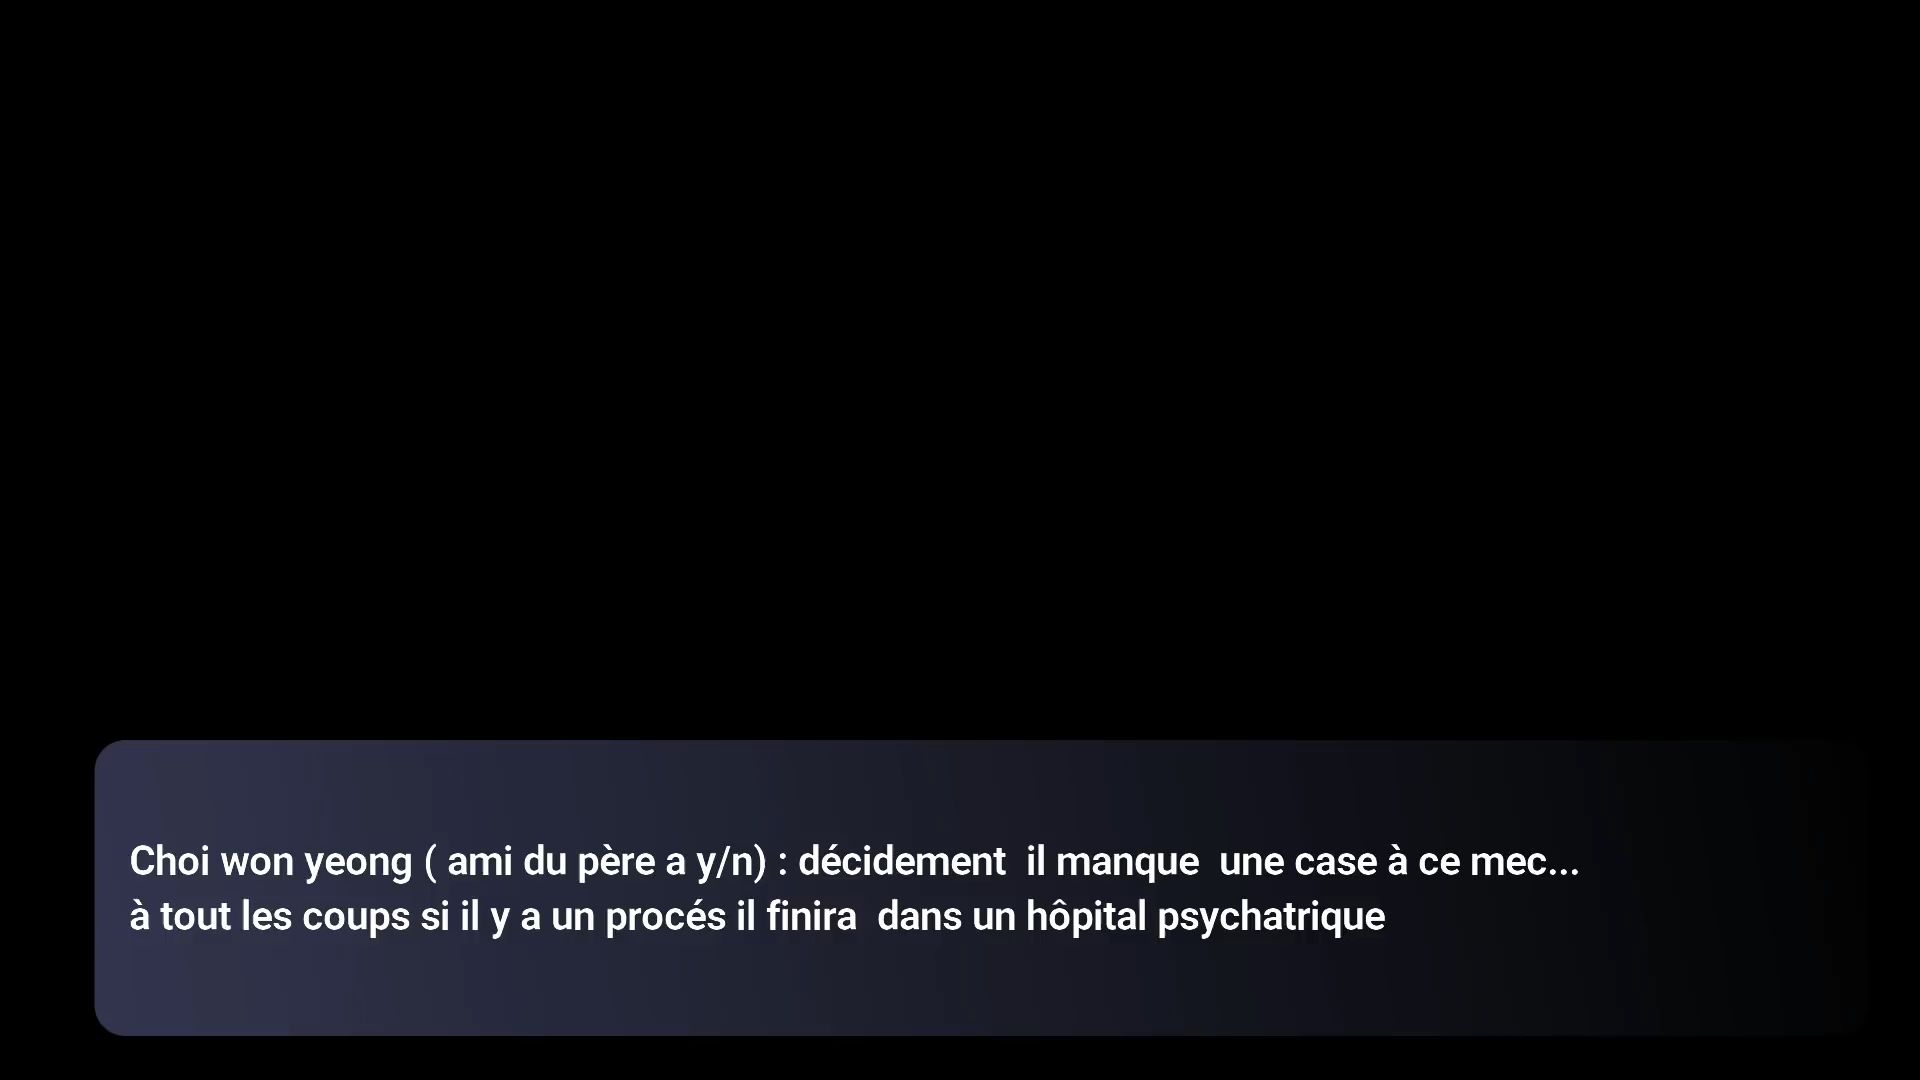 Choi won yeong ( ami du père a y/n) : décidement  il manque  une case à ce mec...
à tout les coups si il y a un procés il finira  dans un hôpital psychatrique